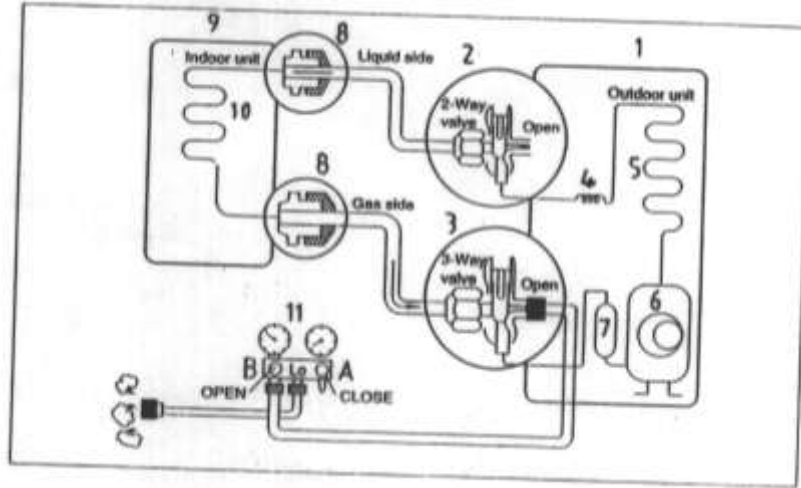 9
8
Liquid side
2
1
Indoor unit
10
2-Way
valve
Open
Outdoor unit
4
5
8
Gas side
3
3-Way
valve
Open
6
7
11
B
Lo
A
OPEN
CLOSE